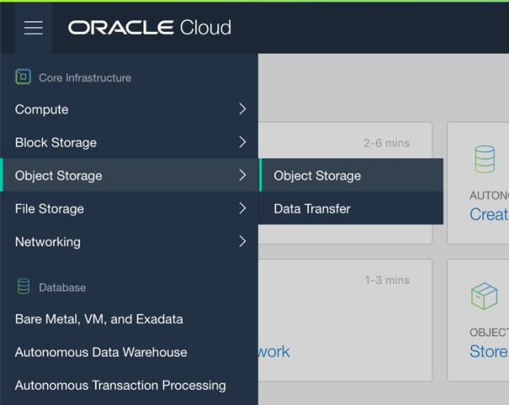 ORACLE Cloud
Core Infrastructure
Compute
Block Storage
Object Storage
File Storage
Networking
Database
Bare Metal, VM, and Exadata
Autonomous Data Warehouse
Autonomous Transaction Processing
Object Storage
Data Transfer
2-6 mins
1-3 mins
work
AUTON
Creat
OBJECT
Store